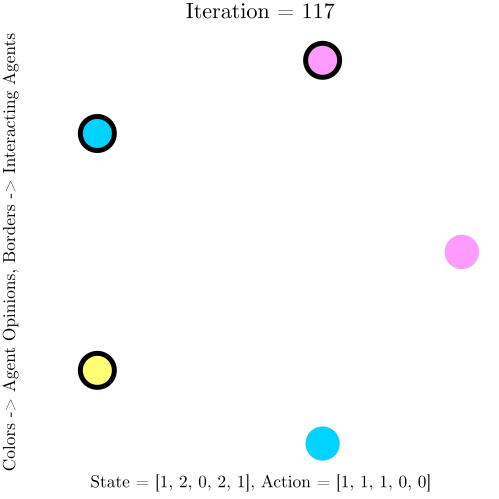 Iteration = 117
Colors -> Agent Opinions, Borders -> Interacting Agents
State = [1, 2, 0, 2, 1], Action = [1, 1, 1, 0, 0]